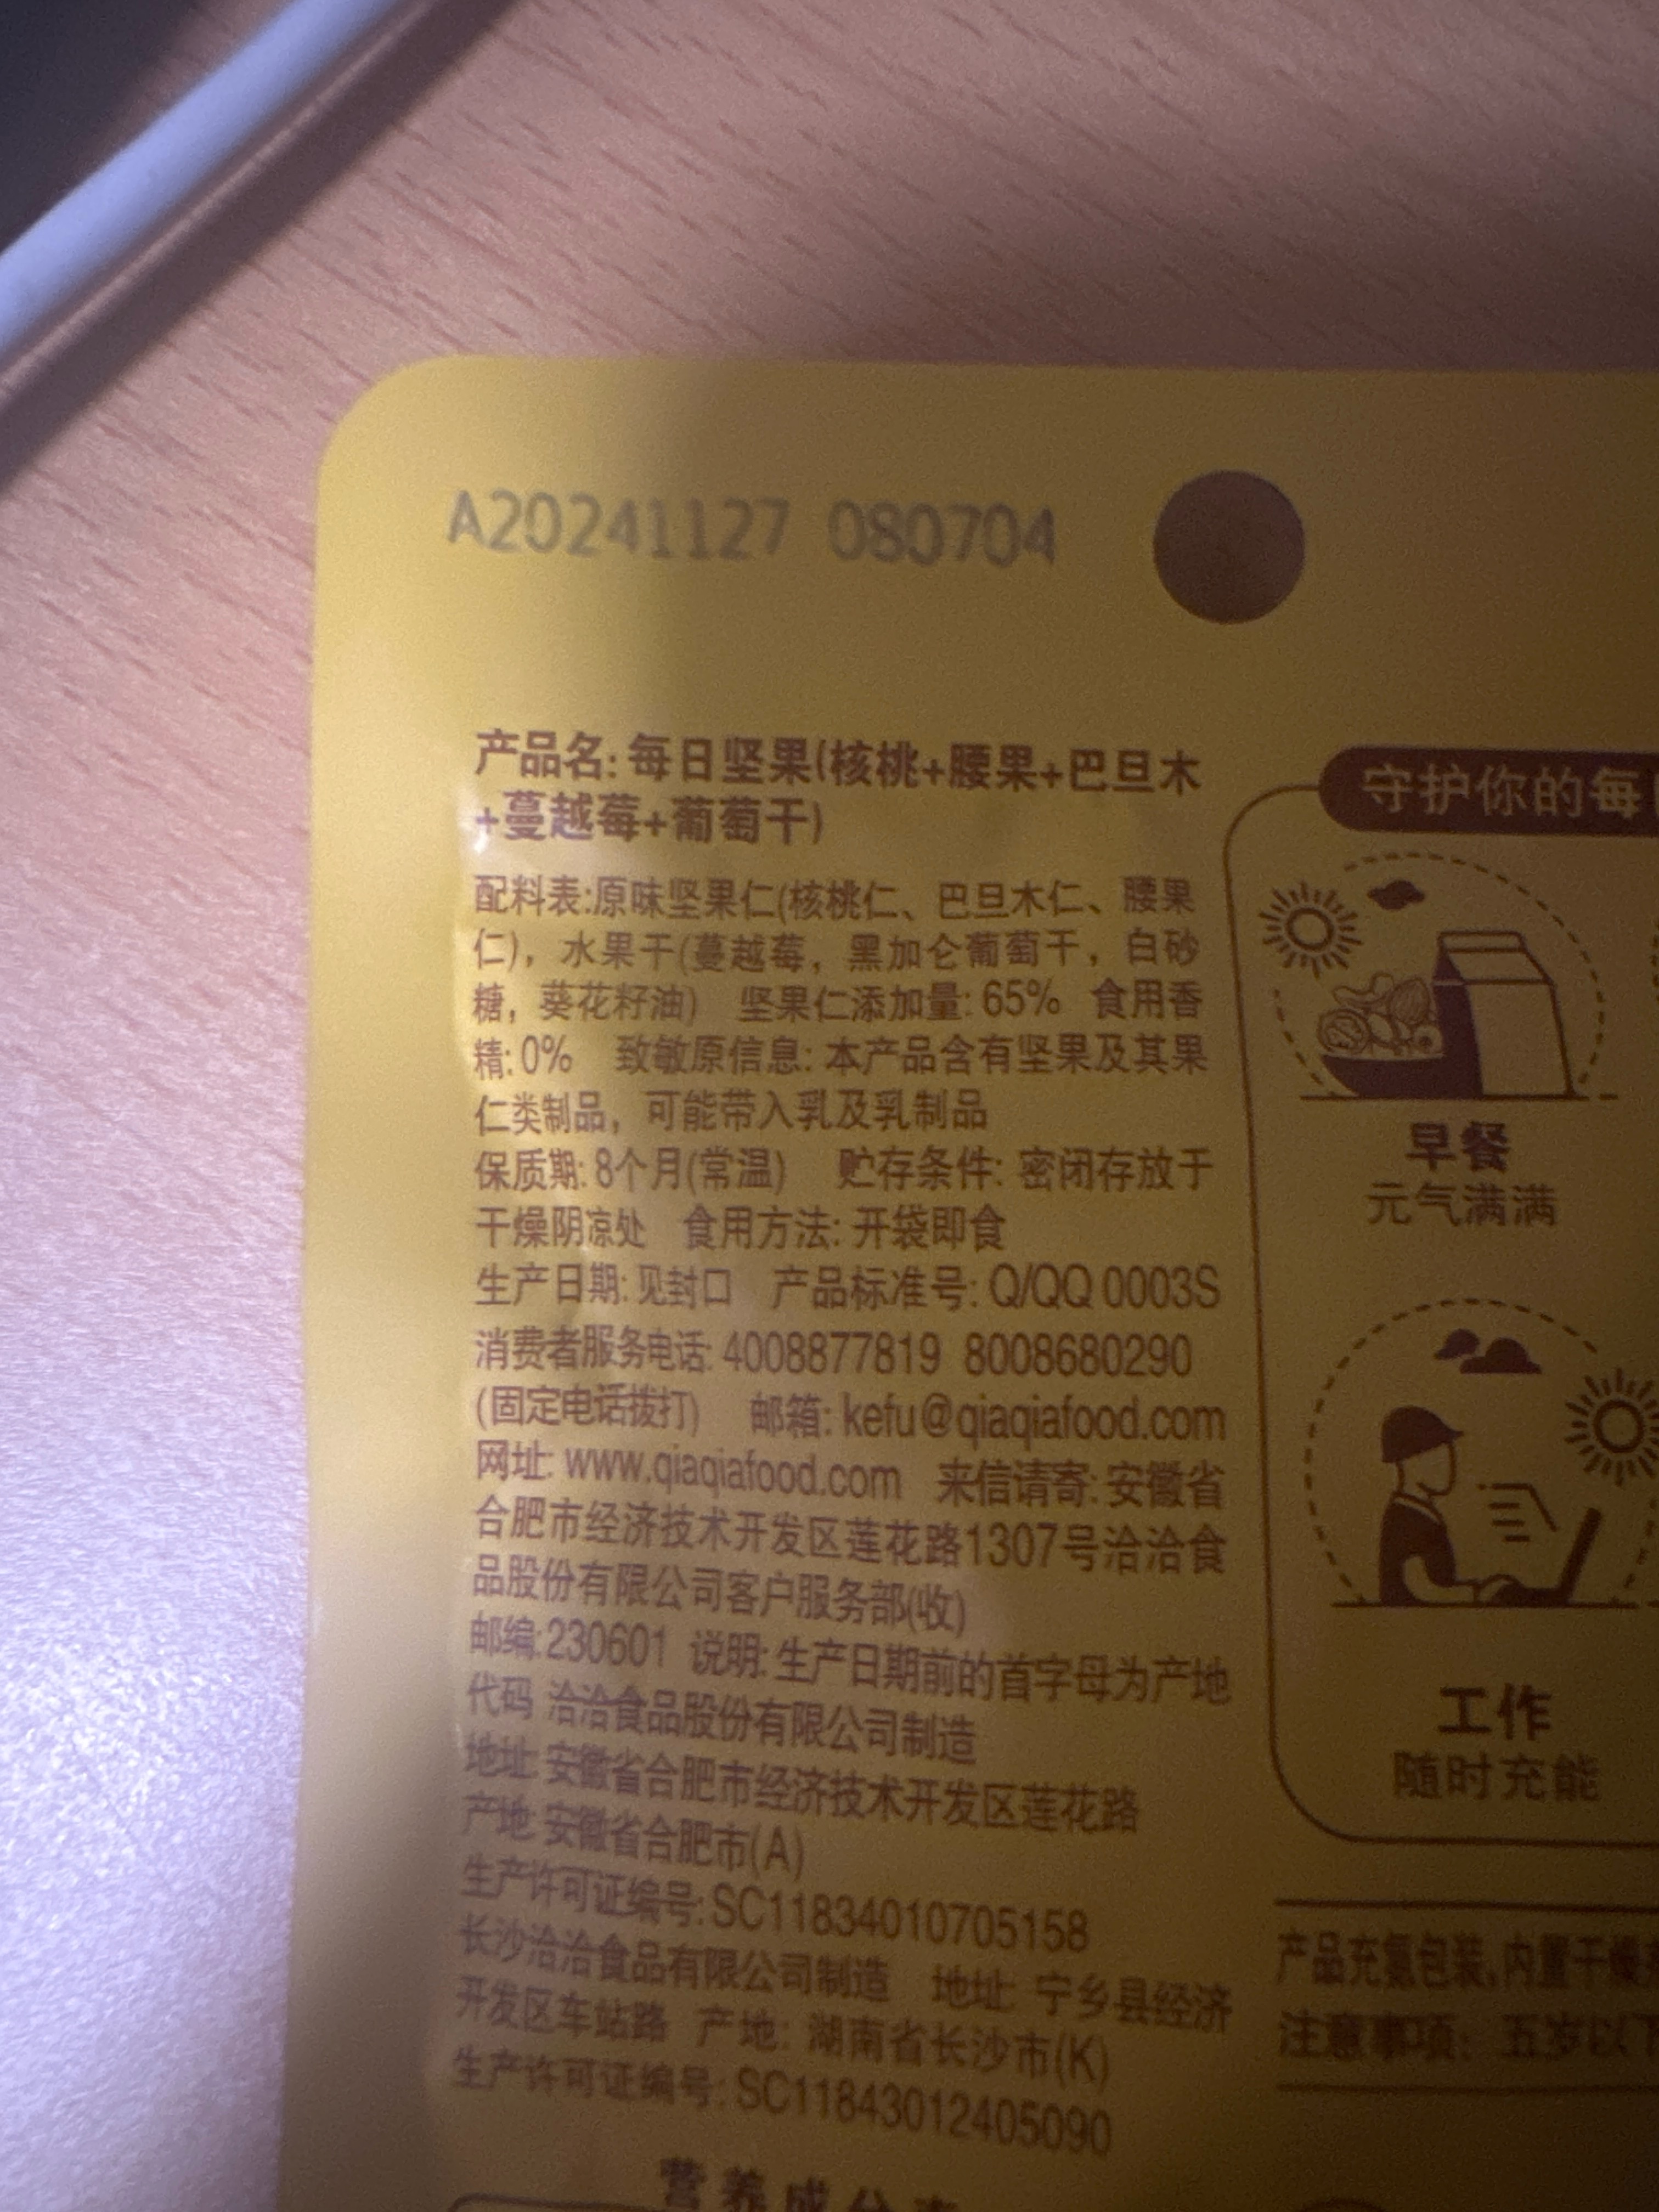 A20241127 080704
产品名: 每日坚果(核桃+腰果+巴旦木
+蔓越莓+葡萄干)
配料表:原味坚果仁(核桃仁、巴旦木仁、腰果
仁), 水果干(蔓越莓, 黑加仑葡萄干, 白砂
糖, 葵花籽油) 坚果仁添加量: 65% 食用香
精: 0% 致敏原信息: 本产品含有坚果及其果
仁类制品, 可能带入乳及乳制品
保质期: 8个月(常温) 贮存条件: 密闭存放于
干燥阴凉处 食用方法: 开袋即食
生产日期: 见封口 产品标准号: Q/QQ 0003S
消费者服务电话: 4008877819 8008680290
(固定电话拨打) 邮箱: kefu@qiaqiafood.com
网址: www.qiaqiafood.com 来信请寄: 安徽省
合肥市经济技术开发区莲花路1307号洽洽食
品股份有限公司客户服务部(收)
邮编:230601 说明: 生产日期前的首字母为产地
代码 洽洽食品股份有限公司制造
地址: 安徽省合肥市经济技术开发区莲花路
产地: 安徽省合肥市(A)
生产许可证编号: SC11834010705158
长沙洽洽食品有限公司制造 地址: 宁乡县经济
开发区车站路 产地: 湖南省长沙市(K)
生产许可证编号: SC11843012405090
营养成分表
守护你的每日
早餐
元气满满
工作
随时充能
产品充氮包装,内置干燥
注意事项: 五岁以下